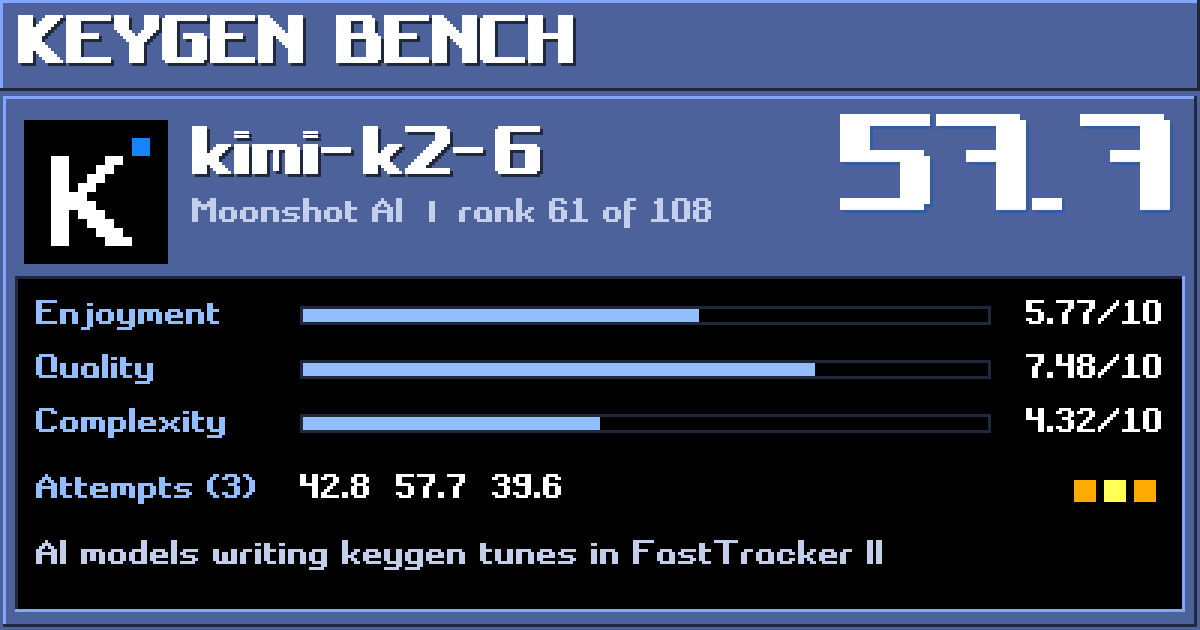 KEYGEN BENCH
K
kimi-k2-6
57.7
Moonshot AI | rank 61 of 108
Enjoyment 5.77/10
Quality 7.48/10
Complexity 4.32/10
Attempts (3) 42.8 57.7 39.6
AI models writing keygen tunes in FastTracker II